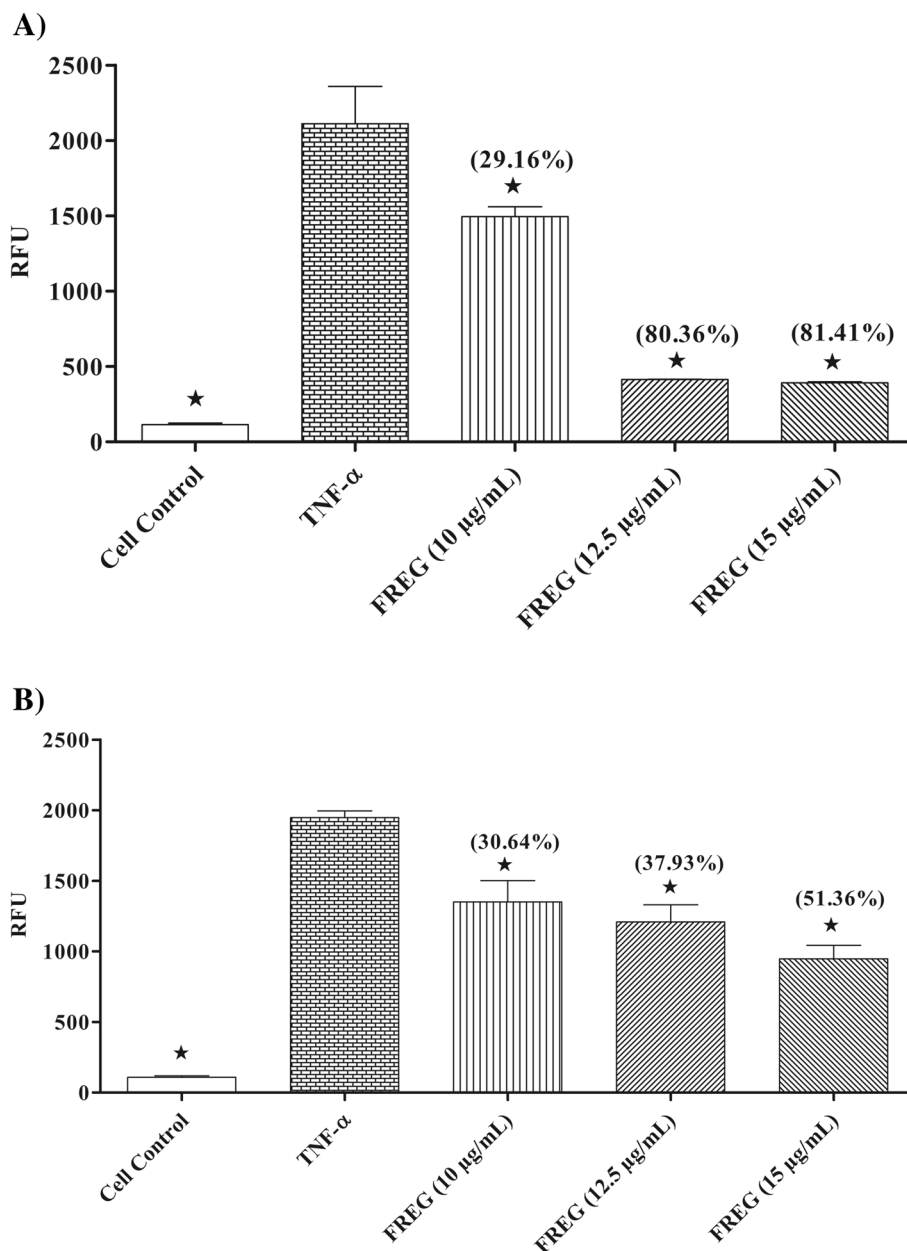 A)
2500
2000
1500
1000
500
0
RFU
(29.16%)
★
(80.36%)
★
(81.41%)
★
★
Cell Control
TNF-α
FREG (10 µg/mL)
FREG (12.5 µg/mL)
FREG (15 µg/mL)
B)
2500
2000
1500
1000
500
0
RFU
(30.64%)
★
(37.93%)
★
(51.36%)
★
★
Cell Control
TNF-α
FREG (10 µg/mL)
FREG (12.5 µg/mL)
FREG (15 µg/mL)